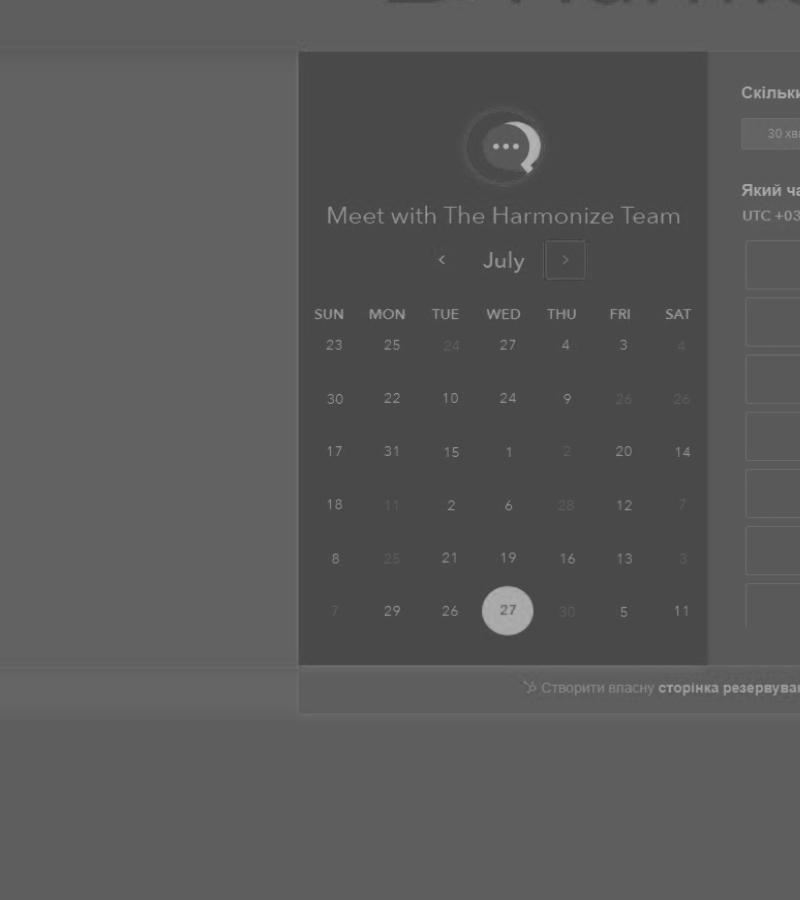 Скільки
30 хви
Meet with The Harmonize Team
Який ча
UTC +03
July
SUN MON TUE WED THU FRI SAT
23 25 24 27 4 3 4
30 22 10 24 9 26 26
17 31 15 1 2 20 14
18 11 2 6 28 12 7
8 25 21 19 16 13 3
7 29 26 27 30 5 11
Створити власну сторінка резервува